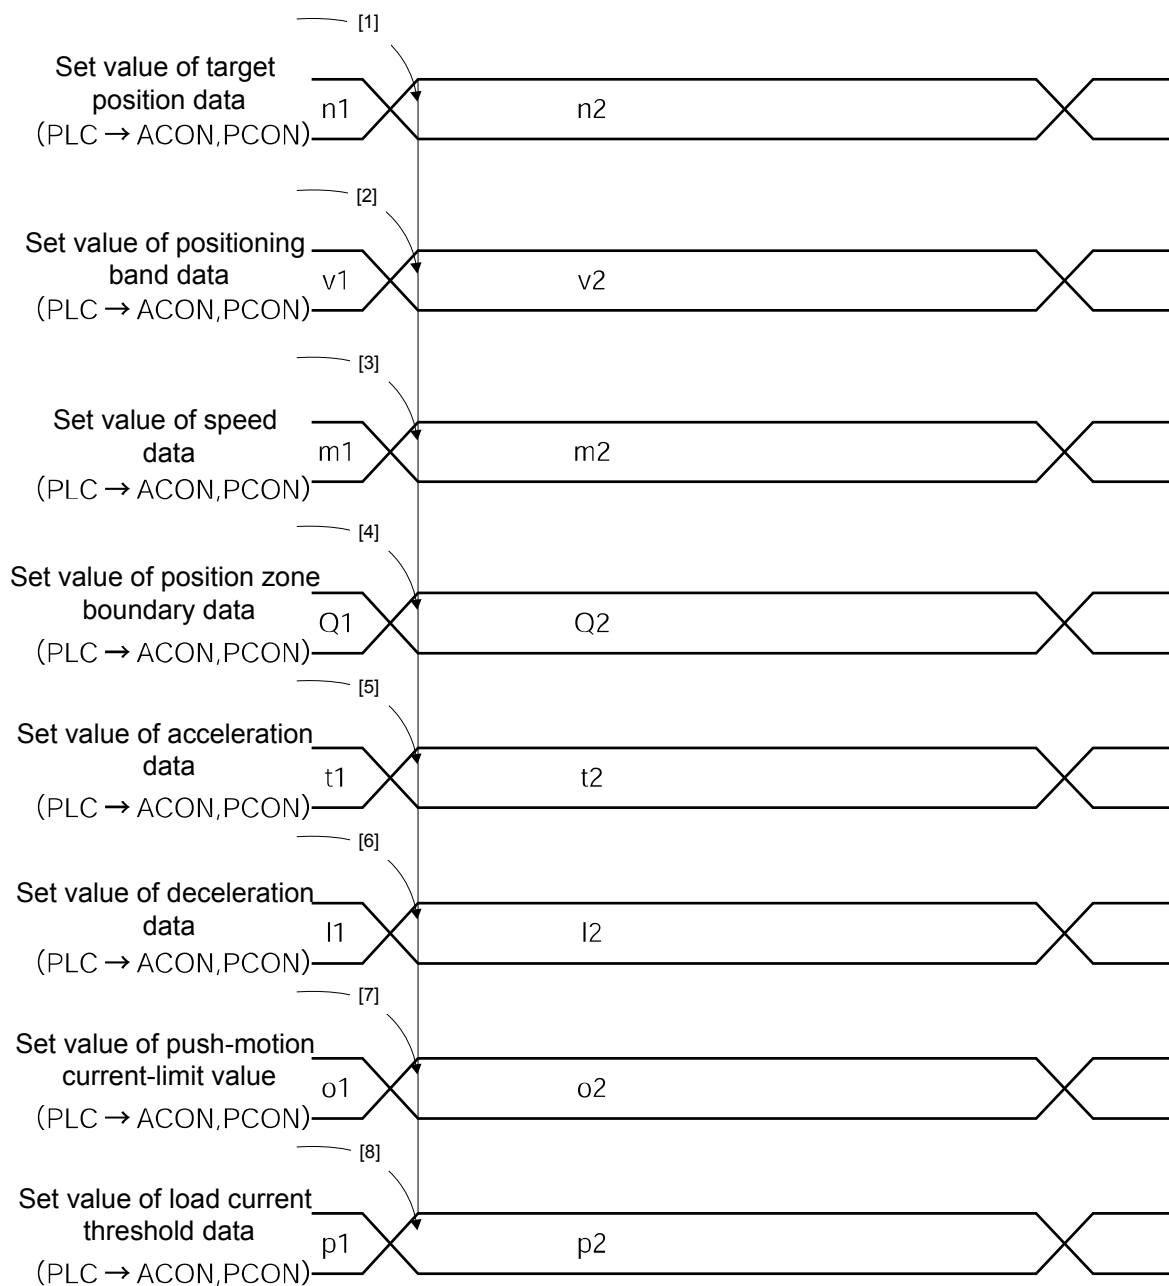 [1]
Set value of target
position data
(PLC → ACON,PCON)
n1 n2
[2]
Set value of positioning
band data
(PLC → ACON,PCON)
v1 v2
[3]
Set value of speed
data
(PLC → ACON,PCON)
m1 m2
[4]
Set value of position zone
boundary data
(PLC → ACON,PCON)
Q1 Q2
[5]
Set value of acceleration
data
(PLC → ACON,PCON)
t1 t2
[6]
Set value of deceleration
data
(PLC → ACON,PCON)
l1 l2
[7]
Set value of push-motion
current-limit value
(PLC → ACON,PCON)
o1 o2
[8]
Set value of load current
threshold data
(PLC → ACON,PCON)
p1 p2